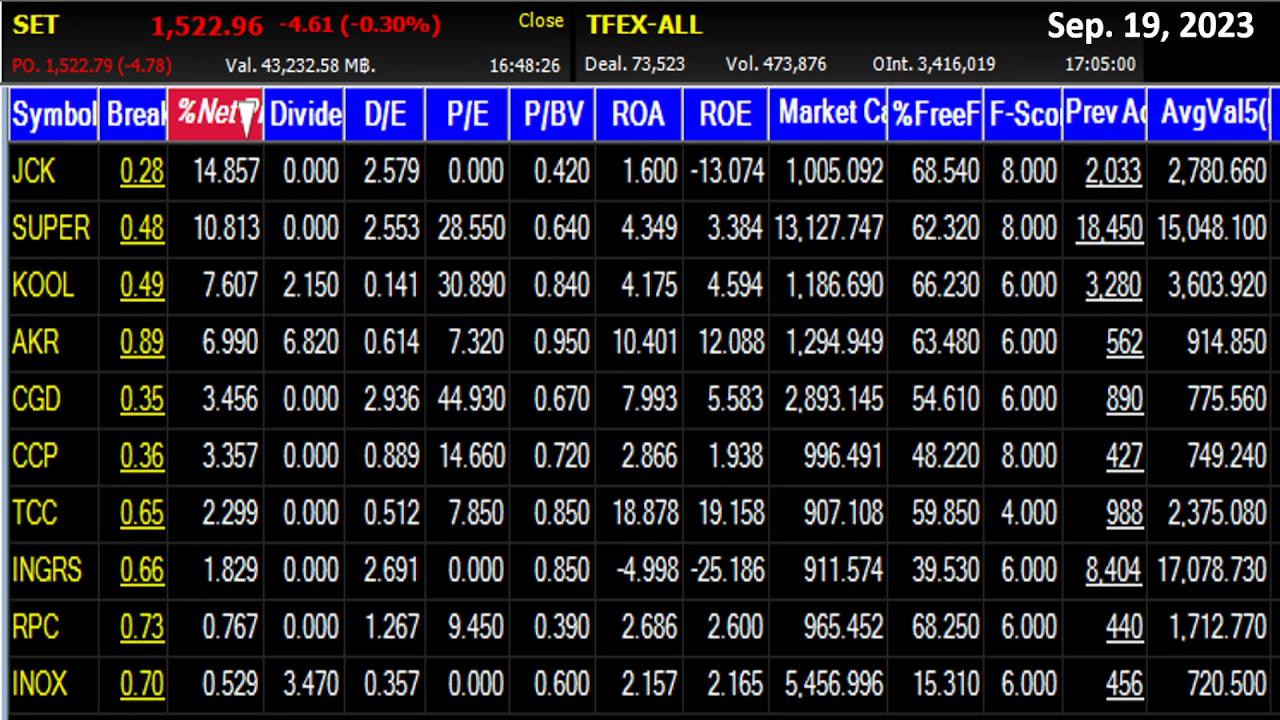 SET 1,522.96 -4.61 (-0.30%) Close TFEX-ALL Sep. 19, 2023
PO. 1,522.79 (-4.78) Val. 43,232.58 M฿. 16:48:26 Deal. 73,523 Vol. 473,876 OInt. 3,416,019 17:05:00
Symbol Break %Net Divide D/E P/E P/BV ROA ROE Market Ca %FreeF F-Sco Prev Ac AvgVal5(
JCK 0.28 14.857 0.000 2.579 0.000 0.420 1.600 -13.074 1,005.092 68.540 8.000 2,033 2,780.660
SUPER 0.48 10.813 0.000 2.553 28.550 0.640 4.349 3.384 13,127.747 62.320 8.000 18,450 15,048.100
KOOL 0.49 7.607 2.150 0.141 30.890 0.840 4.175 4.594 1,186.690 66.230 6.000 3,280 3,603.920
AKR 0.89 6.990 6.820 0.614 7.320 0.950 10.401 12.088 1,294.949 63.480 6.000 562 914.850
CGD 0.35 3.456 0.000 2.936 44.930 0.670 7.993 5.583 2,893.145 54.610 6.000 890 775.560
CCP 0.36 3.357 0.000 0.889 14.660 0.720 2.866 1.938 996.491 48.220 8.000 427 749.240
TCC 0.65 2.299 0.000 0.512 7.850 0.850 18.878 19.158 907.108 59.850 4.000 988 2,375.080
INGRS 0.66 1.829 0.000 2.691 0.000 0.850 -4.998 -25.186 911.574 39.530 6.000 8,404 17,078.730
RPC 0.73 0.767 0.000 1.267 9.450 0.390 2.686 2.600 965.452 68.250 6.000 440 1,712.770
INOX 0.70 0.529 3.470 0.357 0.000 0.600 2.157 2.165 5,456.996 15.310 6.000 456 720.500